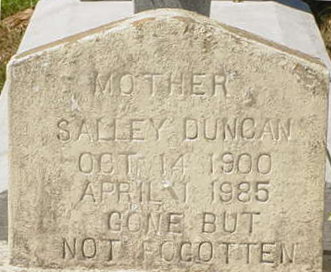 MOTHER
SALLEY DUNCAN
OCT 14 1900
APRIL 1 1985
GONE BUT
NOT FOGOTTEN